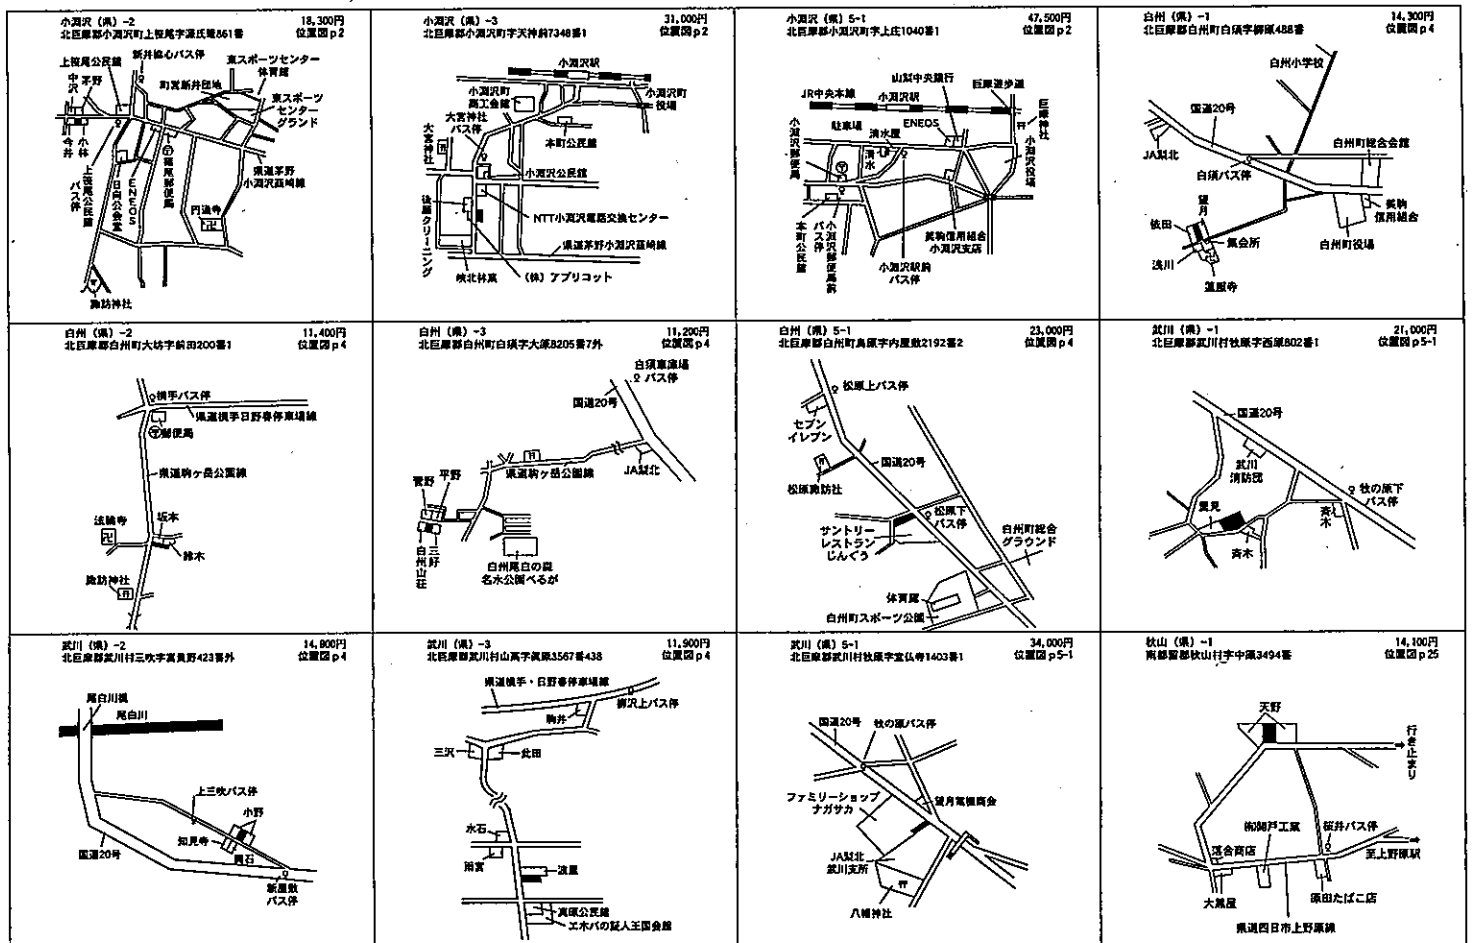 小淵沢（県）-2 18,300円
北巨摩郡小淵沢町上笹尾字源氏861番 位置図p2
新井協心バス停
上笹尾公民館
東スポーツセンター
体育館
中沢
茅野
町営新井団地
東スポーツ
センター
グランド
今井
小林
上笹尾公民館
バス停
日向公会堂
ENEOS
篠尾郵便局
県道茅野
小淵沢韮崎線
円通寺
諏訪神社
小淵沢（県）-3 31,000円
北巨摩郡小淵沢町字天神前7348番1 位置図p2
小淵沢駅
小淵沢町
商工会館
小淵沢町
役場
大宮神社
バス停
大宮神社
本町公民館
小淵沢公民館
後藤クリーニング
NTT小淵沢電話交換センター
県道茅野小淵沢韮崎線
峡北林業
（株）アプリコット
小淵沢（県）5-1 47,500円
北巨摩郡小淵沢町字上庄1040番1 位置図p2
山梨中央銀行
JR中央本線
小淵沢駅
巨摩遊歩道
巨摩神社
駐車場
ENEOS
清水屋
清水
小淵沢郵便局
小淵沢役場
本町公民館
小淵沢郵便局前
バス停
小淵沢駅前
バス停
美駒信用組合
小淵沢支店
白州（県）-1 14,300円
北巨摩郡白州町白須字柳原488番 位置図p4
白州小学校
国道20号
JA梨北
白州町総合会館
白須バス停
望月
依田
集会所
浅川
蓮照寺
美駒
信用組合
白州町役場
白州（県）-2 11,400円
北巨摩郡白州町大坊字前田200番1 位置図p4
横手バス停
県道横手日野春停車場線
郵便局
県道駒ヶ岳公園線
法輪寺
坂本
鈴木
諏訪神社
白州（県）-3 11,200円
北巨摩郡白州町白須字大原8205番7外 位置図p4
白須車庫場
バス停
国道20号
JA梨北
県道駒ヶ岳公園線
菅野
平野
白州山荘
三好
白州尾白の森
名水公園べるが
白州（県）5-1 23,000円
北巨摩郡白州町鳥原字内屋敷2192番2 位置図p4
松原上バス停
セブン
イレブン
国道20号
松原諏訪社
松原下
バス停
サントリー
レストラン
じんぐう
白州町総合
グラウンド
体育館
白州町スポーツ公園
武川（県）-1 21,000円
北巨摩郡武川村牧原字西原802番1 位置図p5-1
国道20号
武川
消防団
里見
牧の原下
バス停
斉木
斉木
武川（県）-2 14,800円
北巨摩郡武川村三吹字富貴野423番外 位置図p4
尾白川橋
尾白川
上三吹バス停
小野
知見寺
国道20号
新屋敷
バス停
武川（県）-3 11,900円
北巨摩郡武川村山高字眞原3567番438 位置図p4
県道横手・日野春停車場線
柳沢上バス停
駒井
三沢
此田
水石
雨宮
渡里
真原公民館
エホバの証人王国会館
武川（県）5-1 34,000円
北巨摩郡武川村牧原字宣仏寺1403番1 位置図p5-1
国道20号
牧の原バス停
ファミリーショップ
ナガサカ
望月電機商会
JA梨北
武川支所
八幡神社
秋山（県）-1 14,100円
南都留郡秋山村字中原3494番 位置図p25
天野
行き止まり
㈲関戸工業
桜井バス停
落合商店
至上野原駅
大黒屋
原田たばこ店
県道四日市上野原線